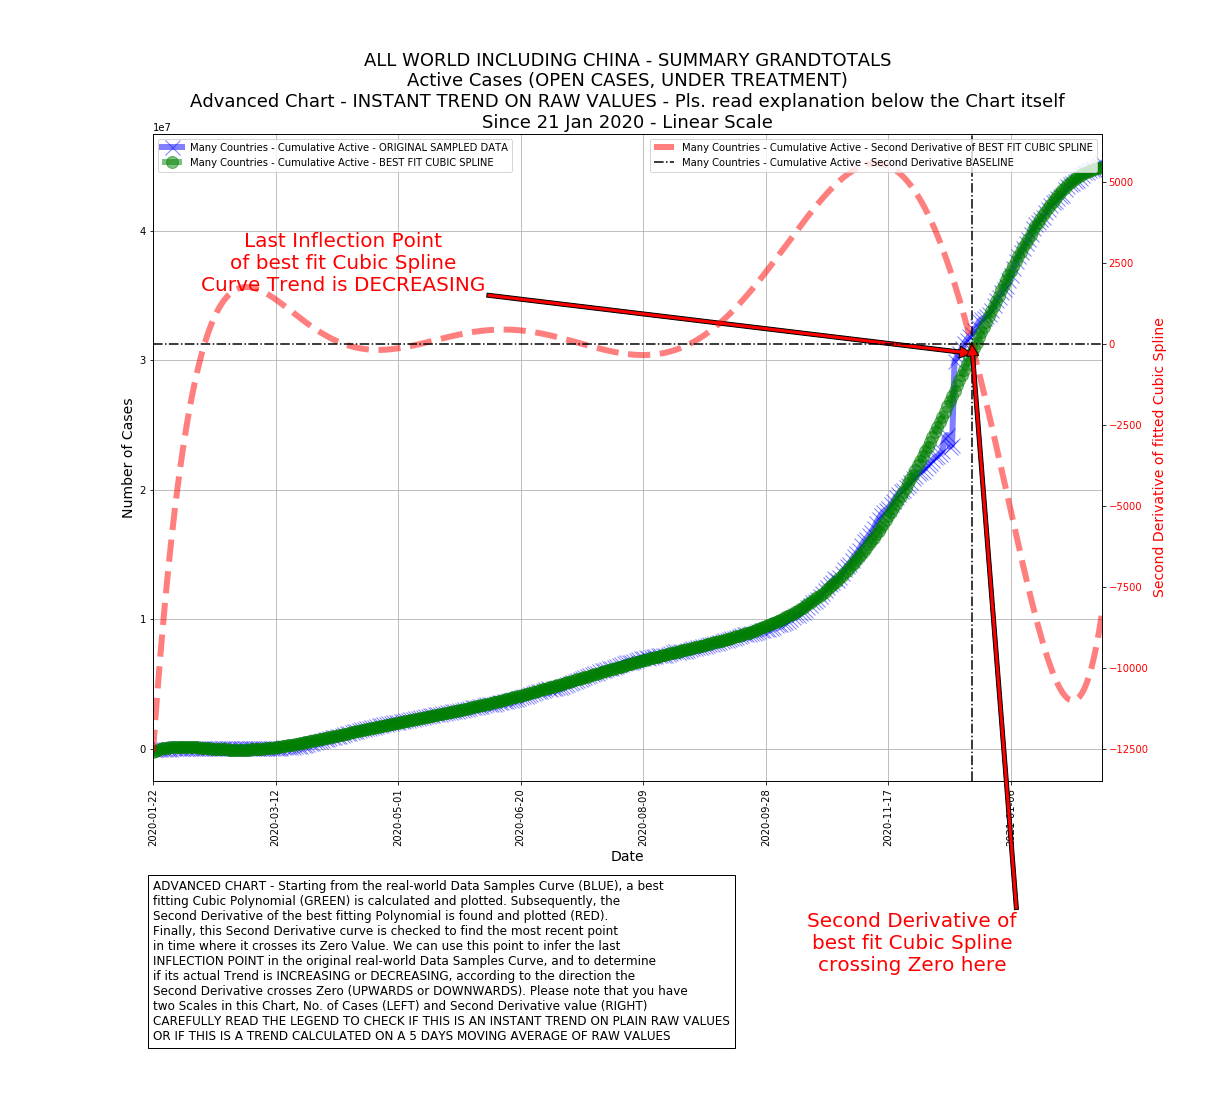 ALL WORLD INCLUDING CHINA - SUMMARY GRANDTOTALS
Active Cases (OPEN CASES, UNDER TREATMENT)
Advanced Chart - INSTANT TREND ON RAW VALUES - Pls. read explanation below the Chart itself
Since 21 Jan 2020 - Linear Scale
1e7
Many Countries - Cumulative Active - ORIGINAL SAMPLED DATA
Many Countries - Cumulative Active - BEST FIT CUBIC SPLINE
Many Countries - Cumulative Active - Second Derivative of BEST FIT CUBIC SPLINE
Many Countries - Cumulative Active - Second Derivative BASELINE
Last Inflection Point
of best fit Cubic Spline
Curve Trend is DECREASING
Number of Cases
4
3
2
1
0
5000
2500
0
−2500
−5000
−7500
−10000
−12500
Second Derivative of fitted Cubic Spline
2020-01-22
2020-03-12
2020-05-01
2020-06-20
2020-08-09
2020-09-28
2020-11-17
2021-01-06
Date
Second Derivative of
best fit Cubic Spline
crossing Zero here
ADVANCED CHART - Starting from the real-world Data Samples Curve (BLUE), a best
fitting Cubic Polynomial (GREEN) is calculated and plotted. Subsequently, the
Second Derivative of the best fitting Polynomial is found and plotted (RED).
Finally, this Second Derivative curve is checked to find the most recent point
in time where it crosses its Zero Value. We can use this point to infer the last
INFLECTION POINT in the original real-world Data Samples Curve, and to determine
if its actual Trend is INCREASING or DECREASING, according to the direction the
Second Derivative crosses Zero (UPWARDS or DOWNWARDS). Please note that you have
two Scales in this Chart, No. of Cases (LEFT) and Second Derivative value (RIGHT)
CAREFULLY READ THE LEGEND TO CHECK IF THIS IS AN INSTANT TREND ON PLAIN RAW VALUES
OR IF THIS IS A TREND CALCULATED ON A 5 DAYS MOVING AVERAGE OF RAW VALUES